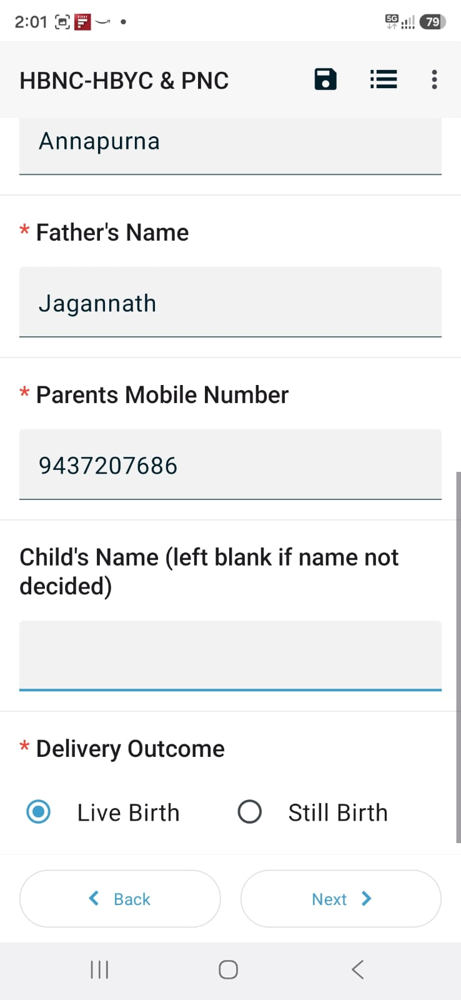 2:01 FIRST 5G 79
HBNC-HBYC & PNC
Annapurna
* Father's Name
Jagannath
* Parents Mobile Number
9437207686
Child's Name (left blank if name not
decided)
* Delivery Outcome
Live Birth Still Birth
Back Next